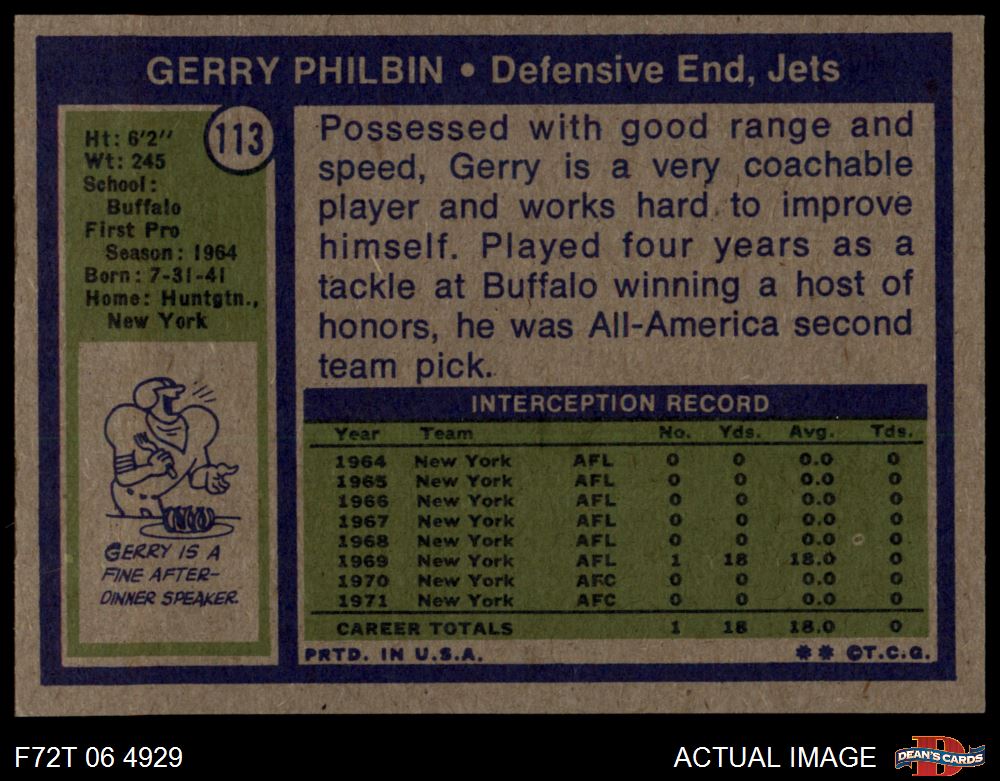 GERRY PHILBIN • Defensive End, Jets
113
Ht: 6'2"
Wt: 245
School:
Buffalo
First Pro
Season: 1964
Born: 7-31-41
Home: Huntgtn.,
New York
GERRY IS A
FINE AFTER-
DINNER SPEAKER.
Possessed with good range and
speed, Gerry is a very coachable
player and works hard to improve
himself. Played four years as a
tackle at Buffalo winning a host of
honors, he was All-America second
team pick.
INTERCEPTION RECORD
Year Team No. Yds. Avg. Tds.
1964 New York AFL 0 0 0.0 0
1965 New York AFL 0 0 0.0 0
1966 New York AFL 0 0 0.0 0
1967 New York AFL 0 0 0.0 0
1968 New York AFL 0 0 0.0 0
1969 New York AFL 1 18 18.0 0
1970 New York AFC 0 0 0.0 0
1971 New York AFC 0 0 0.0 0
CAREER TOTALS 1 18 18.0 0
PRTD. IN U.S.A. ** ©T.C.G.
F72T 06 4929 ACTUAL IMAGE DEAN'S CARDS